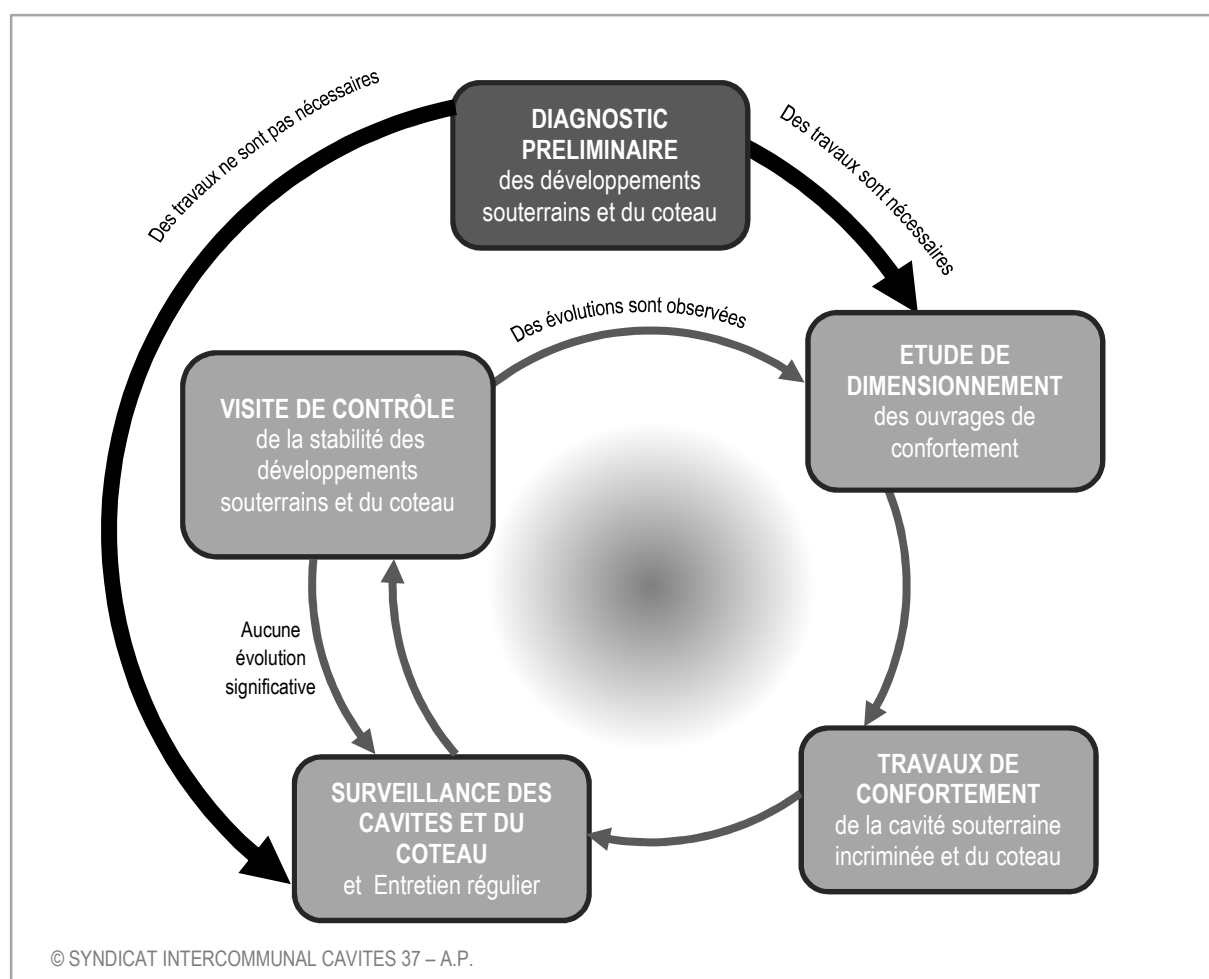 Des travaux ne sont pas nécessaires
DIAGNOSTIC
PRELIMINAIRE
des développements
souterrains et du coteau
Des travaux sont nécessaires
Des évolutions sont observées
VISITE DE CONTRÔLE
de la stabilité des
développements
souterrains et du coteau
ETUDE DE
DIMENSIONNEMENT
des ouvrages de
confortement
Aucune
évolution
significative
SURVEILLANCE DES
CAVITES ET DU
COTEAU
et Entretien régulier
TRAVAUX DE
CONFORTEMENT
de la cavité souterraine
incriminée et du coteau
© SYNDICAT INTERCOMMUNAL CAVITES 37 – A.P.